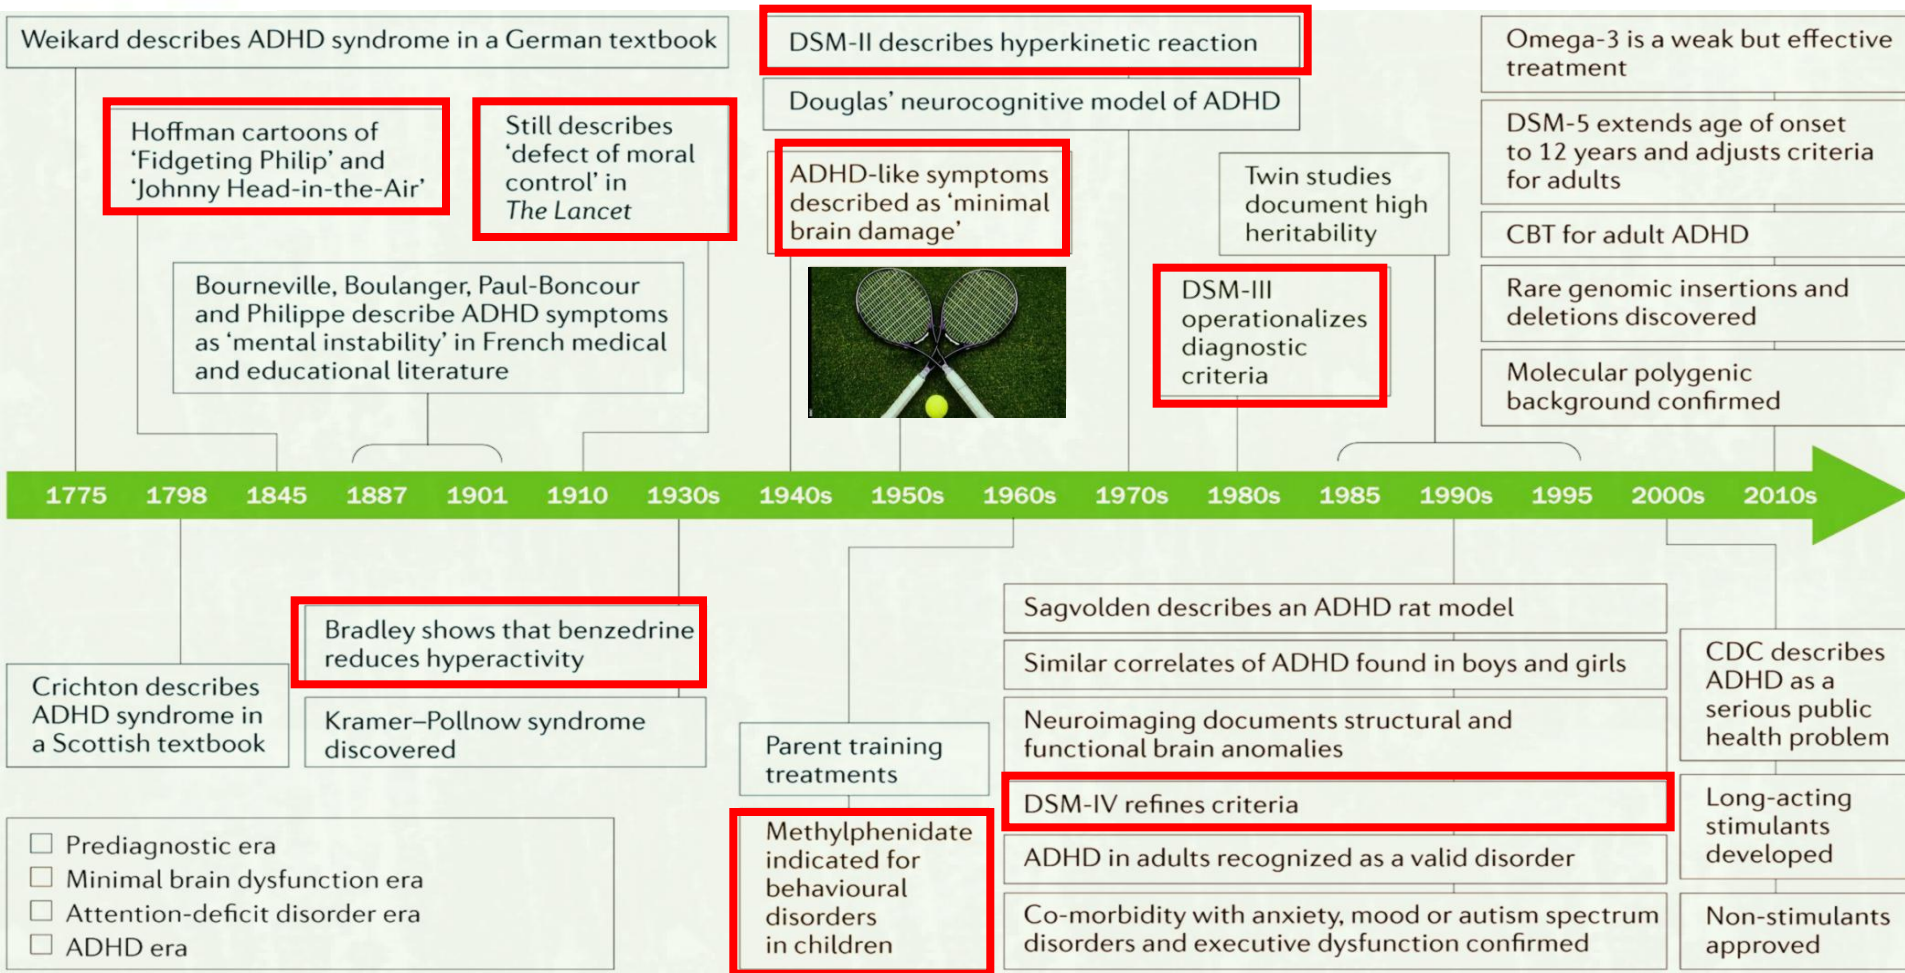 Weikard describes ADHD syndrome in a German textbook
Hoffman cartoons of
‘Fidgeting Philip’ and
‘Johnny Head-in-the-Air’
Still describes
‘defect of moral
control’ in
The Lancet
Bourneville, Boulanger, Paul-Boncour
and Philippe describe ADHD symptoms
as ‘mental instability’ in French medical
and educational literature
DSM-II describes hyperkinetic reaction
Douglas’ neurocognitive model of ADHD
ADHD-like symptoms
described as ‘minimal
brain damage’
Twin studies
document high
heritability
DSM-III
operationalizes
diagnostic
criteria
Omega-3 is a weak but effective
treatment
DSM-5 extends age of onset
to 12 years and adjusts criteria
for adults
CBT for adult ADHD
Rare genomic insertions and
deletions discovered
Molecular polygenic
background confirmed
1775 1798 1845 1887 1901 1910 1930s 1940s 1950s 1960s 1970s 1980s 1985 1990s 1995 2000s 2010s
Crichton describes
ADHD syndrome in
a Scottish textbook
Bradley shows that benzedrine
reduces hyperactivity
Kramer–Pollnow syndrome
discovered
Parent training
treatments
Methylphenidate
indicated for
behavioural
disorders
in children
Sagvolden describes an ADHD rat model
Similar correlates of ADHD found in boys and girls
Neuroimaging documents structural and
functional brain anomalies
DSM-IV refines criteria
ADHD in adults recognized as a valid disorder
Co-morbidity with anxiety, mood or autism spectrum
disorders and executive dysfunction confirmed
CDC describes
ADHD as a
serious public
health problem
Long-acting
stimulants
developed
Non-stimulants
approved
Prediagnostic era
Minimal brain dysfunction era
Attention-deficit disorder era
ADHD era